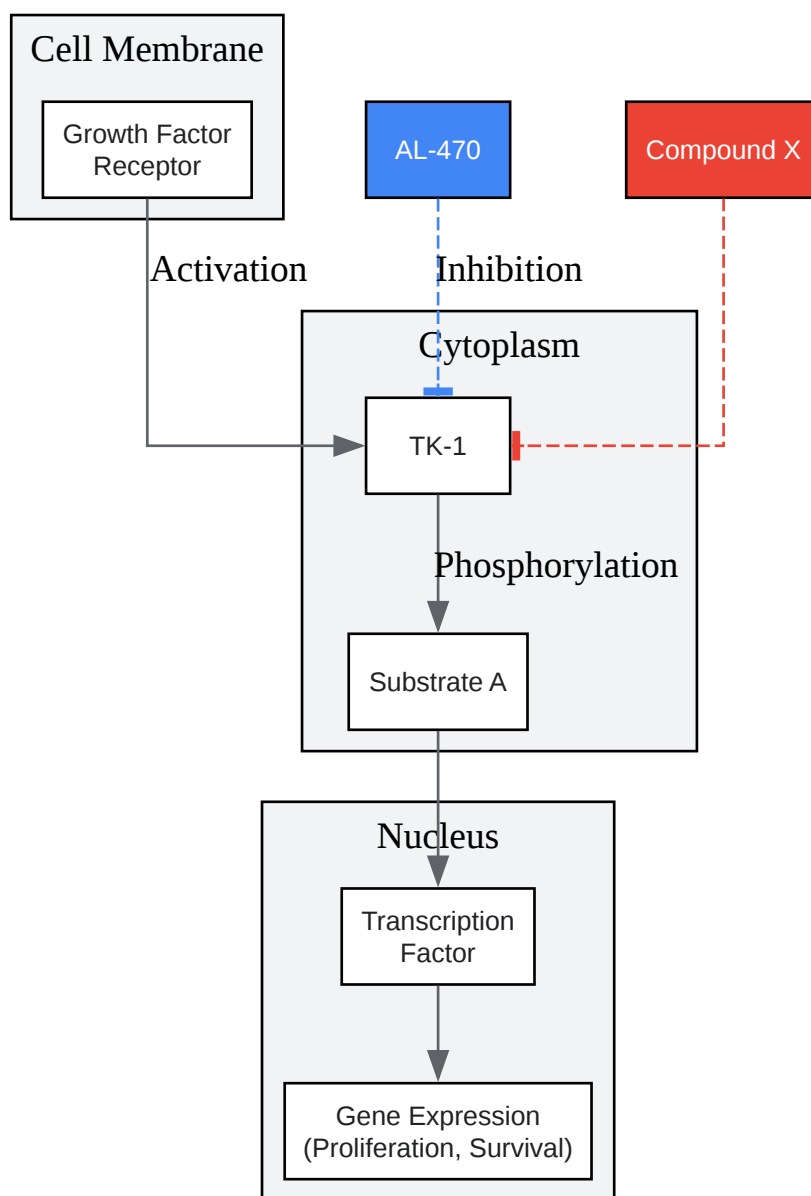 Cell Membrane
Growth Factor
Receptor
AL-470
Compound X
Activation
Inhibition
Cytoplasm
TK-1
Phosphorylation
Substrate A
Nucleus
Transcription
Factor
Gene Expression
(Proliferation, Survival)